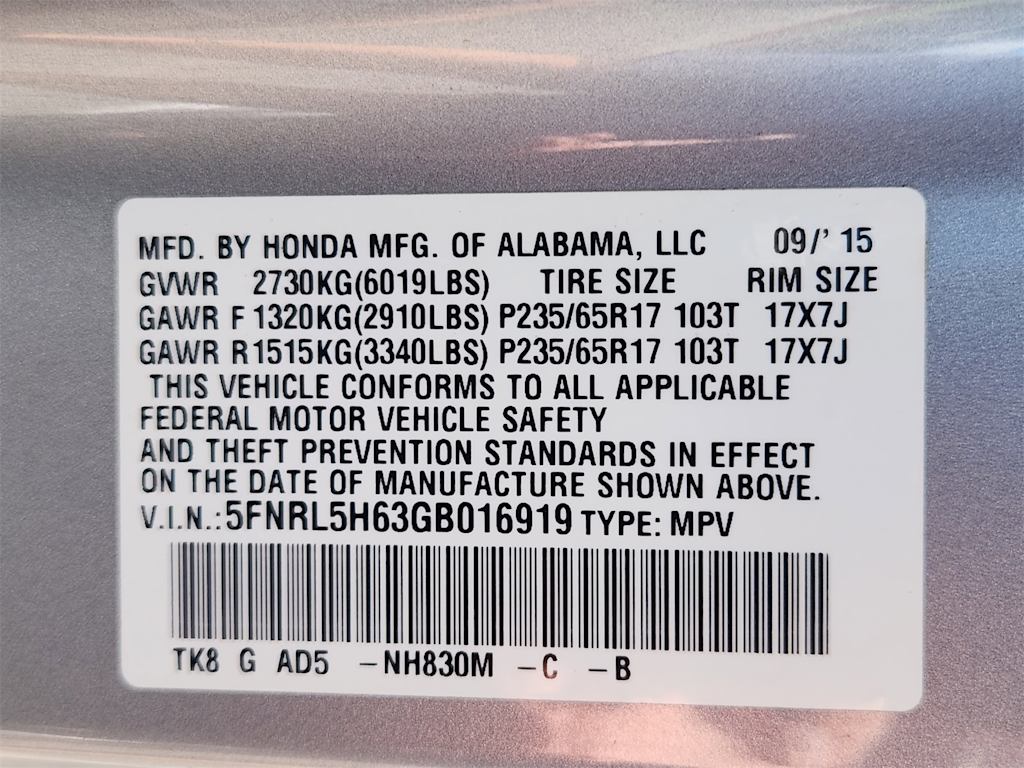 MFD. BY HONDA MFG. OF ALABAMA, LLC 09/' 15
GVWR 2730KG(6019LBS) TIRE SIZE RIM SIZE
GAWR F 1320KG(2910LBS) P235/65R17 103T 17X7J
GAWR R1515KG(3340LBS) P235/65R17 103T 17X7J
THIS VEHICLE CONFORMS TO ALL APPLICABLE
FEDERAL MOTOR VEHICLE SAFETY
AND THEFT PREVENTION STANDARDS IN EFFECT
ON THE DATE OF MANUFACTURE SHOWN ABOVE.
V.I.N.:5FNRL5H63GB016919 TYPE: MPV
TK8 G AD5 -NH830M -C -B